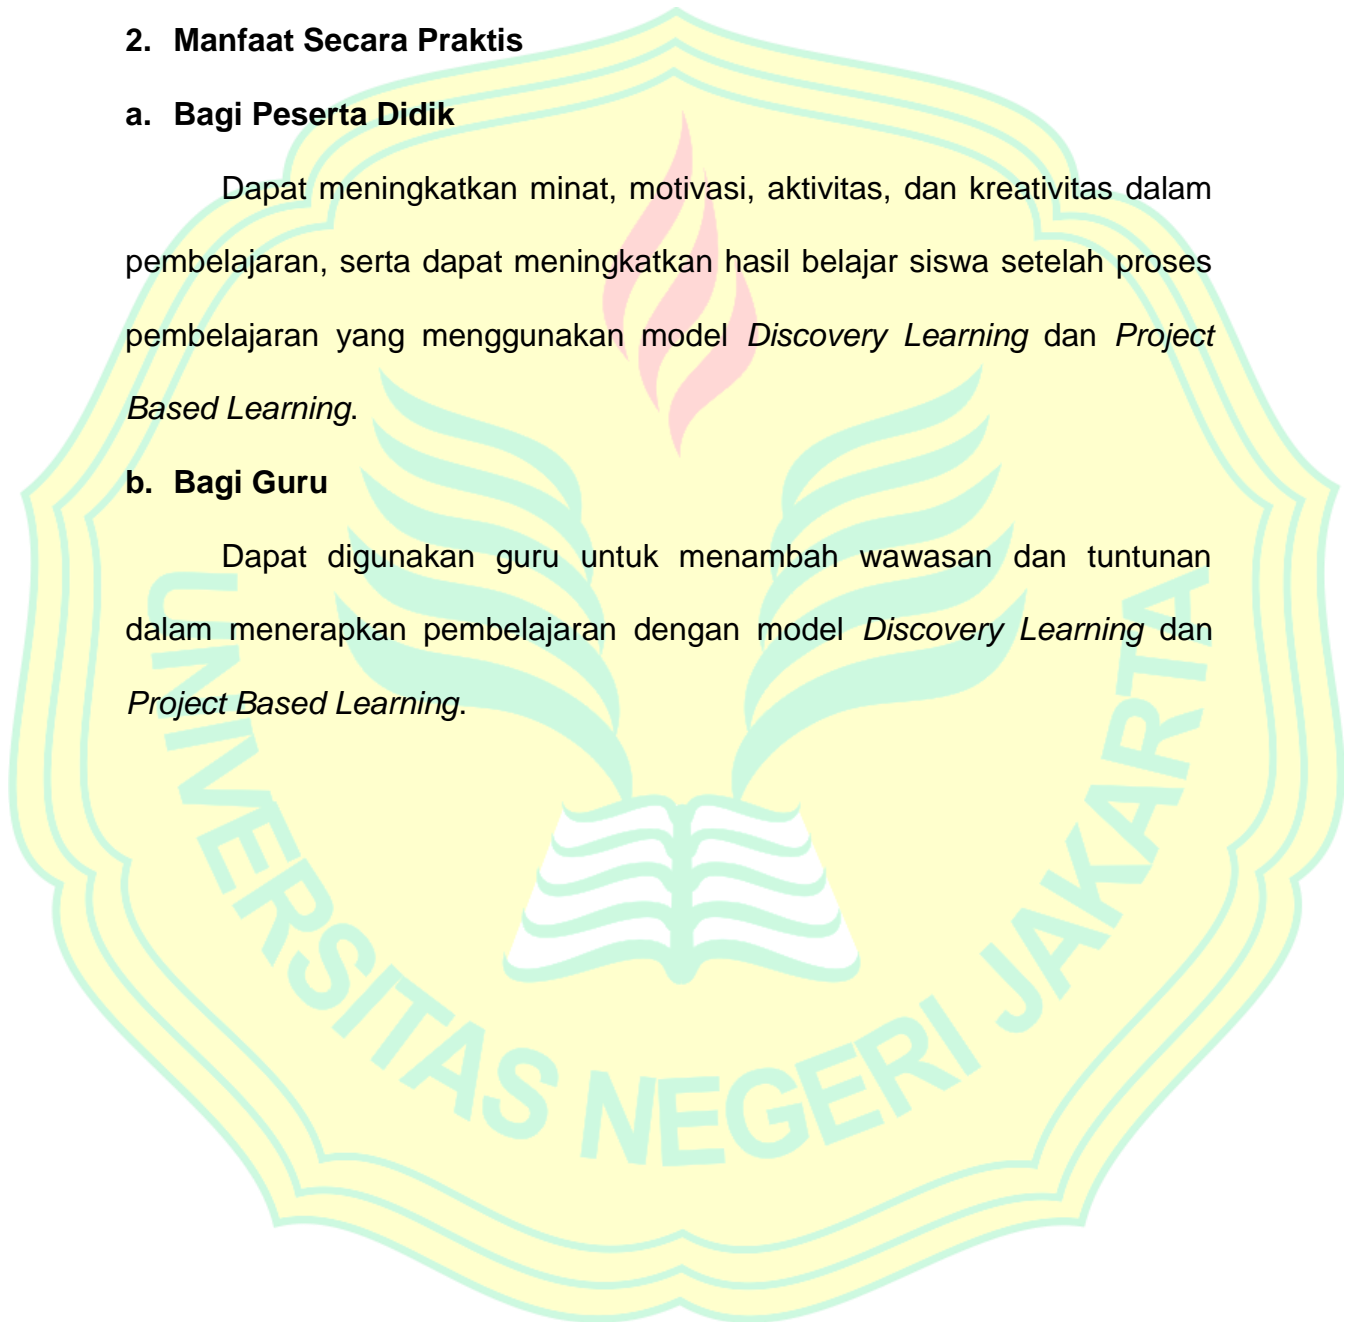 2. Manfaat Secara Praktis
a. Bagi Peserta Didik
Dapat meningkatkan minat, motivasi, aktivitas, dan kreativitas dalam
pembelajaran, serta dapat meningkatkan hasil belajar siswa setelah proses
pembelajaran yang menggunakan model Discovery Learning dan Project
Based Learning.
b. Bagi Guru
Dapat digunakan guru untuk menambah wawasan dan tuntunan
dalam menerapkan pembelajaran dengan model Discovery Learning dan
Project Based Learning.
UNIVERSITAS NEGERI JAKARTA